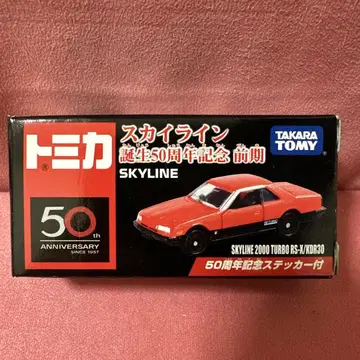 トミカ
スカイライン
誕生50周年記念 前期
SKYLINE
TAKARA
TOMY
50th
ANNIVERSARY
SINCE 1957
SKYLINE 2000 TURBO RS-X/KDR30
50周年記念ステッカー付